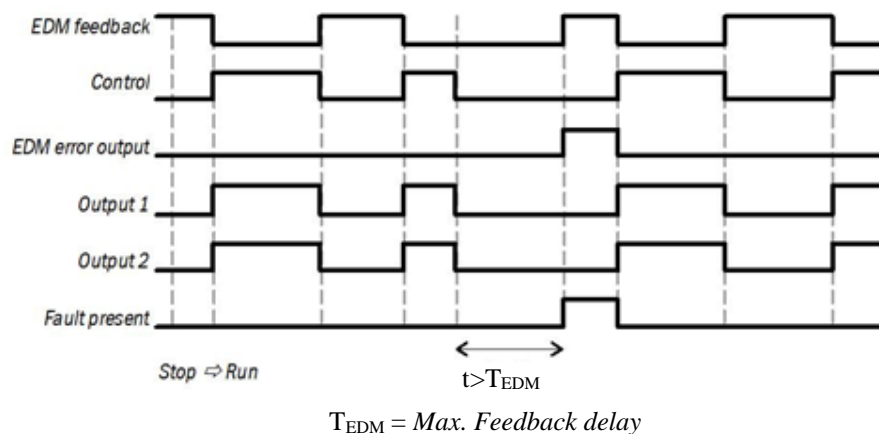 EDM feedback
Control
EDM error output
Output 1
Output 2
Fault present
Stop ⇨ Run
t>TEDM
TEDM = Max. Feedback delay